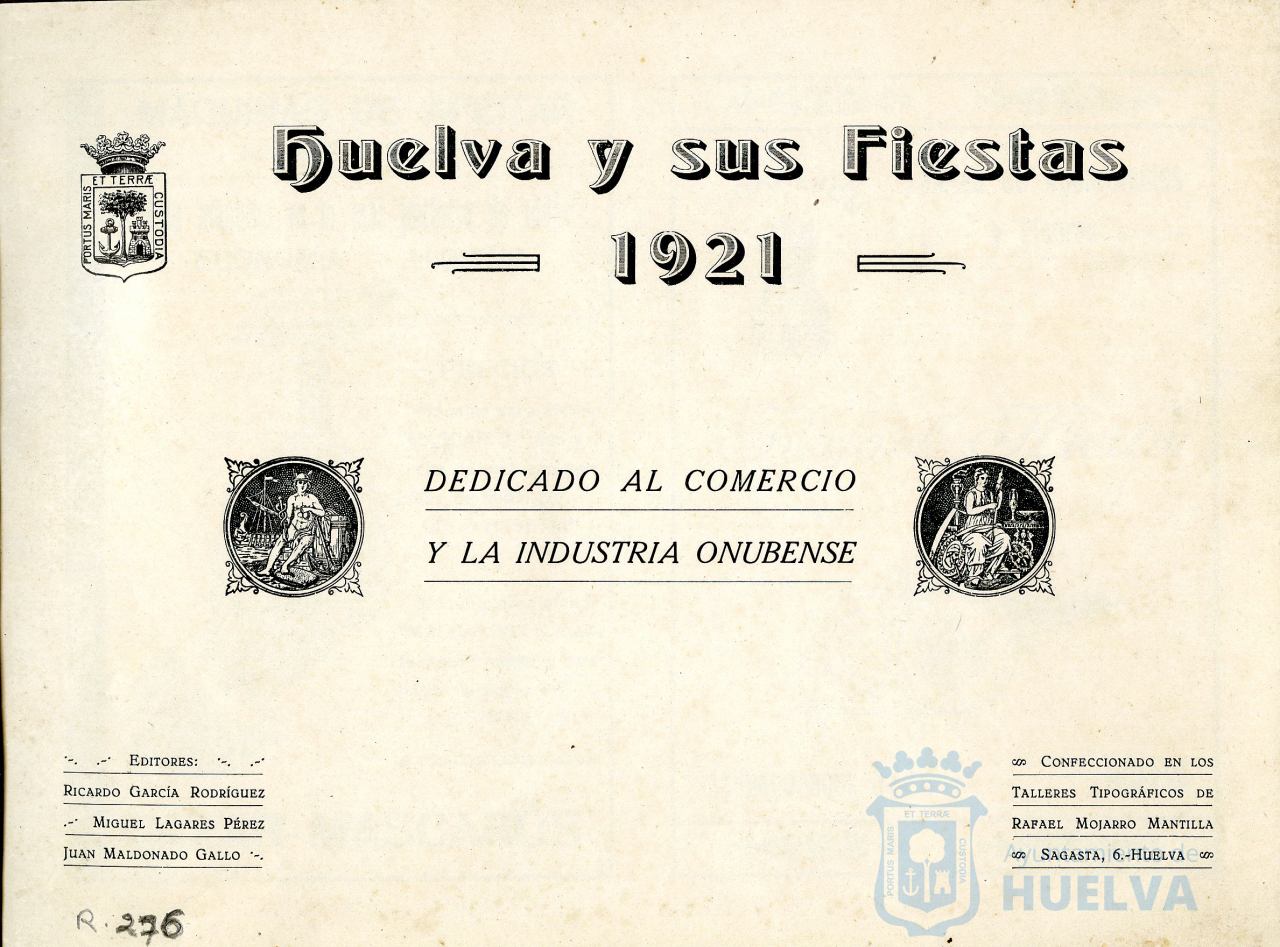 Huelva y sus Fiestas
1921
PORTUS MARIS
ET TERRÆ
CUSTODIA
DEDICADO AL COMERCIO
Y LA INDUSTRIA ONUBENSE
EDITORES:
RICARDO GARCÍA RODRÍGUEZ
MIGUEL LAGARES PÉREZ
JUAN MALDONADO GALLO
CONFECCIONADO EN LOS
TALLERES TIPOGRÁFICOS DE
RAFAEL MOJARRO MANTILLA
SAGASTA, 6.-HUELVA
R. 276
PORTUS MARIS
ET TERRÆ
CUSTODIA
Ayuntamiento de
HUELVA